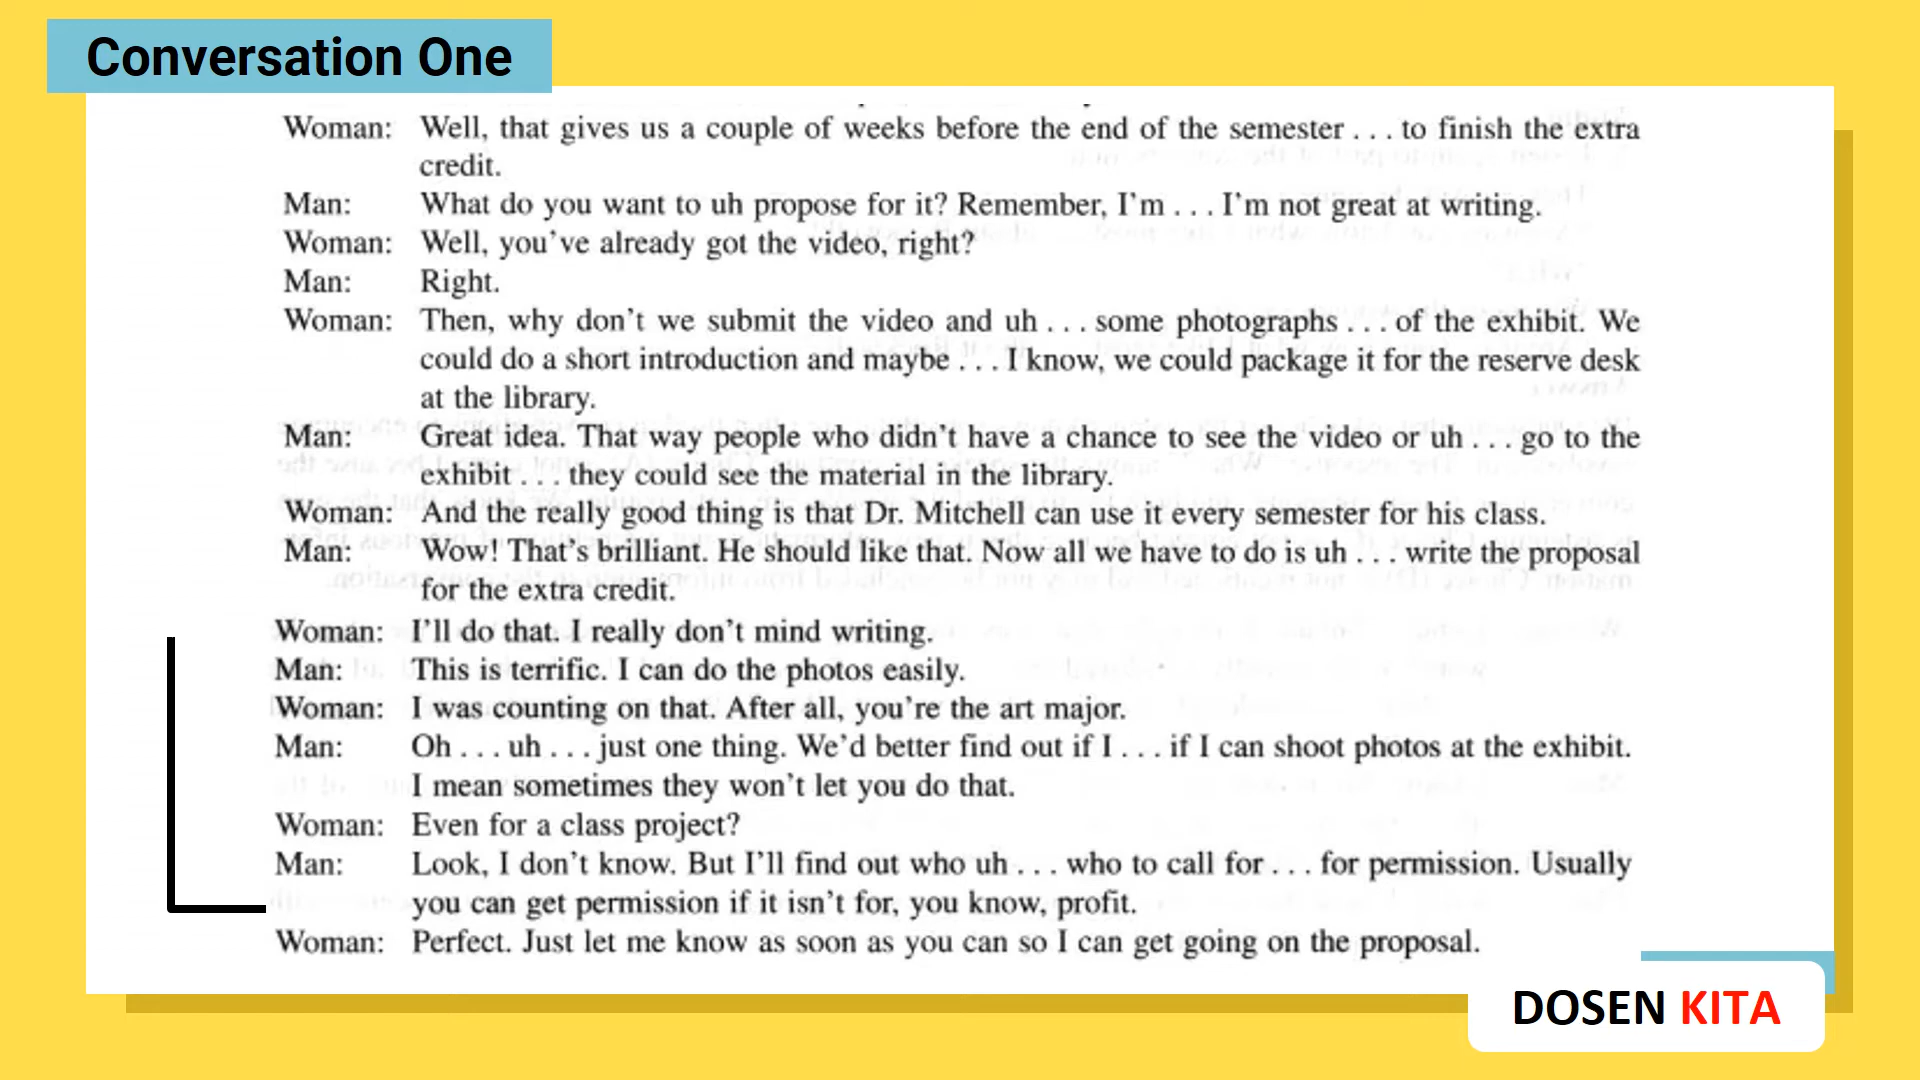 Conversation One
Woman: Well, that gives us a couple of weeks before the end of the semester . . . to finish the extra
credit.
Man: What do you want to uh propose for it? Remember, I'm . . . I'm not great at writing.
Woman: Well, you've already got the video, right?
Man: Right.
Woman: Then, why don't we submit the video and uh . . . some photographs . . . of the exhibit. We
could do a short introduction and maybe . . . I know, we could package it for the reserve desk
at the library.
Man: Great idea. That way people who didn't have a chance to see the video or uh . . . go to the
exhibit . . . they could see the material in the library.
Woman: And the really good thing is that Dr. Mitchell can use it every semester for his class.
Man: Wow! That's brilliant. He should like that. Now all we have to do is uh . . . write the proposal
for the extra credit.
Woman: I'll do that. I really don't mind writing.
Man: This is terrific. I can do the photos easily.
Woman: I was counting on that. After all, you're the art major.
Man: Oh . . . uh . . . just one thing. We'd better find out if I . . . if I can shoot photos at the exhibit.
I mean sometimes they won't let you do that.
Woman: Even for a class project?
Man: Look, I don't know. But I'll find out who uh . . . who to call for . . . for permission. Usually
you can get permission if it isn't for, you know, profit.
Woman: Perfect. Just let me know as soon as you can so I can get going on the proposal.
DOSEN KITA